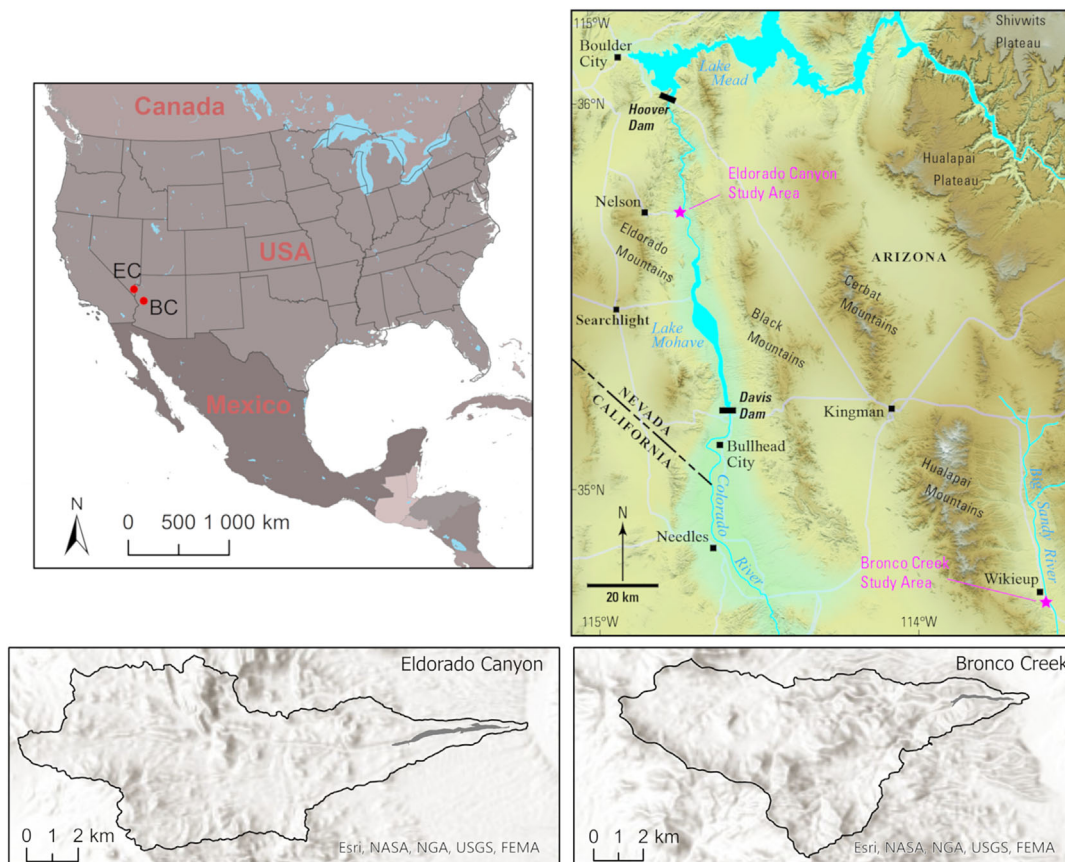 Canada
USA
EC
BC
Mexico
N
0 500 1 000 km
115°W
Boulder
City
Lake
Mead
Shivwits
Plateau
36°N
Hoover
Dam
Hualapai
Plateau
Eldorado Canyon
Study Area
Nelson
Eldorado
Mountains
ARIZONA
Cerbat
Mountains
Searchlight
Lake
Mohave
Black
Mountains
NEVADA
CALIFORNIA
Davis
Dam
Kingman
Bullhead
City
Hualapai
Mountains
Big Sandy River
35°N
N
Colorado
River
Needles
20 km
Bronco Creek
Study Area
Wikieup
115°W
114°W
Eldorado Canyon
0 1 2 km
Esri, NASA, NGA, USGS, FEMA
Bronco Creek
0 1 2 km
Esri, NASA, NGA, USGS, FEMA